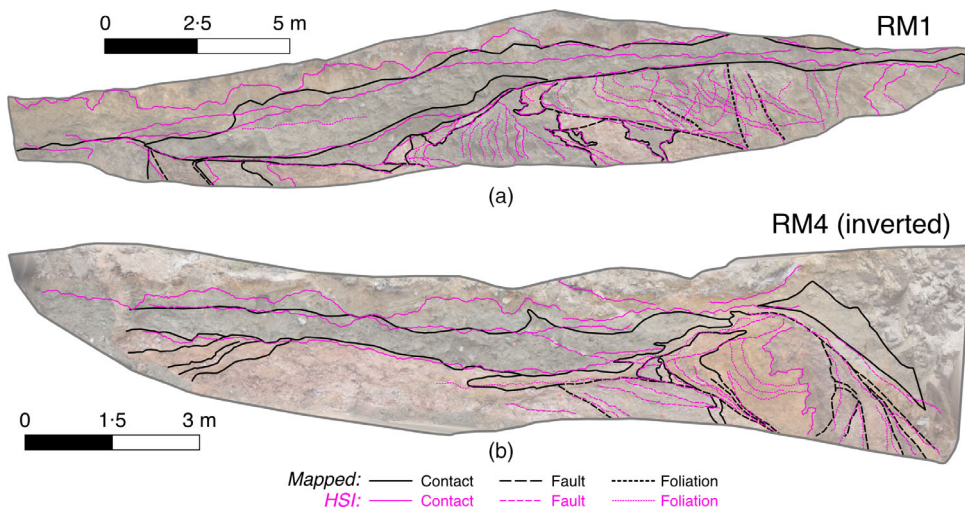 0 2·5 5 m
RM1
(a)
RM4 (inverted)
0 1·5 3 m
(b)
Mapped: Contact Fault Foliation
HSI: Contact Fault Foliation